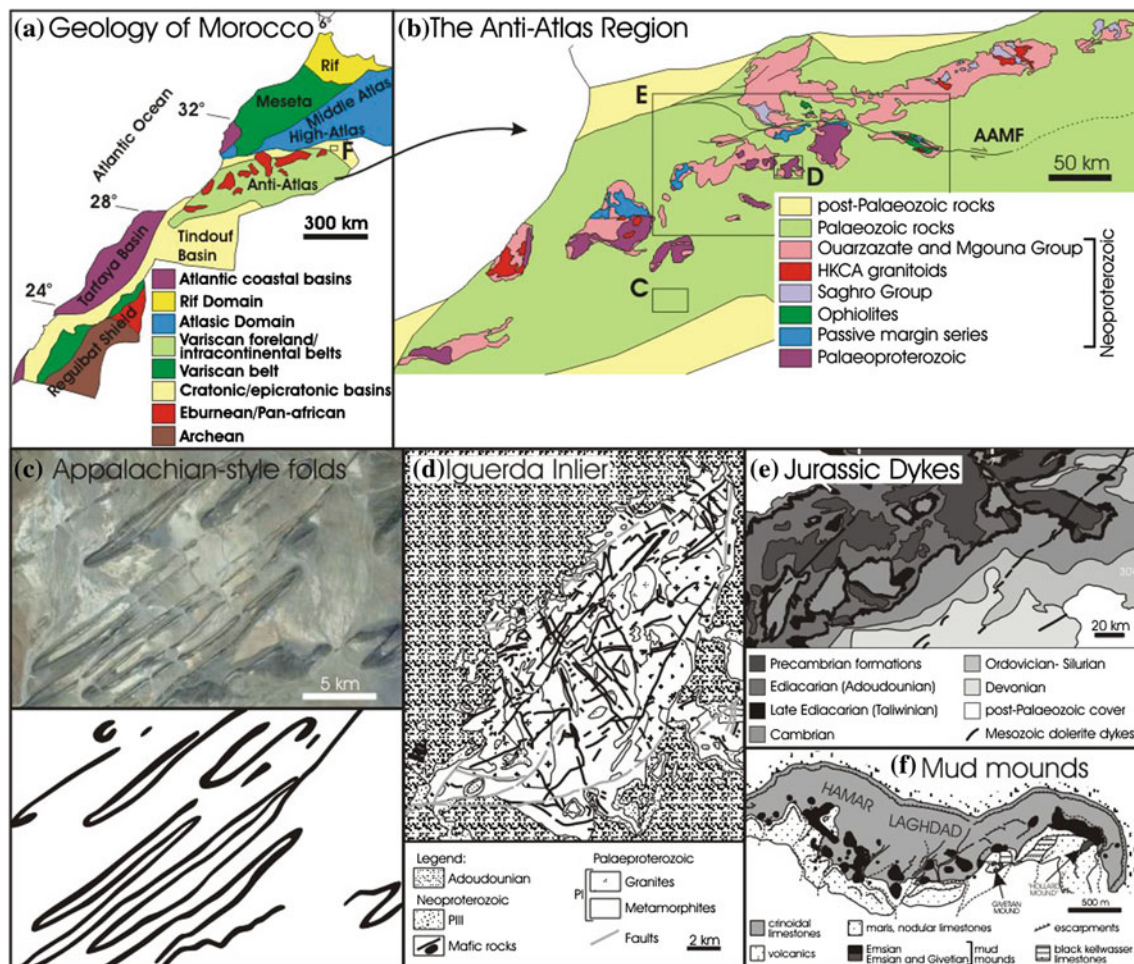 (a) Geology of Morocco
6°
Rif
Meseta
Middle Atlas
High-Atlas
32°
Atlantic Ocean
F
Anti-Atlas
28°
300 km
Tindouf
Basin
Tarfaya Basin
24°
Reguibat Shield
Atlantic coastal basins
Rif Domain
Atlasic Domain
Variscan foreland/
intracontinental belts
Variscan belt
Cratonic/epicratonic basins
Eburnean/Pan-african
Archean
(b) The Anti-Atlas Region
E
AAMF
D
50 km
C
post-Palaeozoic rocks
Palaeozoic rocks
Ouarzazate and Mgouna Group
HKCA granitoids
Saghro Group
Ophiolites
Passive margin series
Palaeoproterozoic
Neoproterozoic
(c) Appalachian-style folds
5 km
(d) Iguerda Inlier
Legend:
Adoudounian
Neoproterozoic
PIII
Mafic rocks
Palaeproterozoic
PI
Granites
Metamorphites
Faults
2 km
(e) Jurassic Dykes
20 km
Precambrian formations
Ediacarian (Adoudounian)
Late Ediacarian (Taliwinian)
Cambrian
Ordovician- Silurian
Devonian
post-Palaeozoic cover
Mesozoic dolerite dykes
(f) Mud mounds
HAMAR
LAGHDAD
"HOLLARD
MOUND"
GIVETIAN
MOUND
500 m
crinoidal
limestones
marls, nodular limestones
escarpments
volcanics
Emsian
Emsian and Givetian
mud
mounds
black kellwasser
limestones